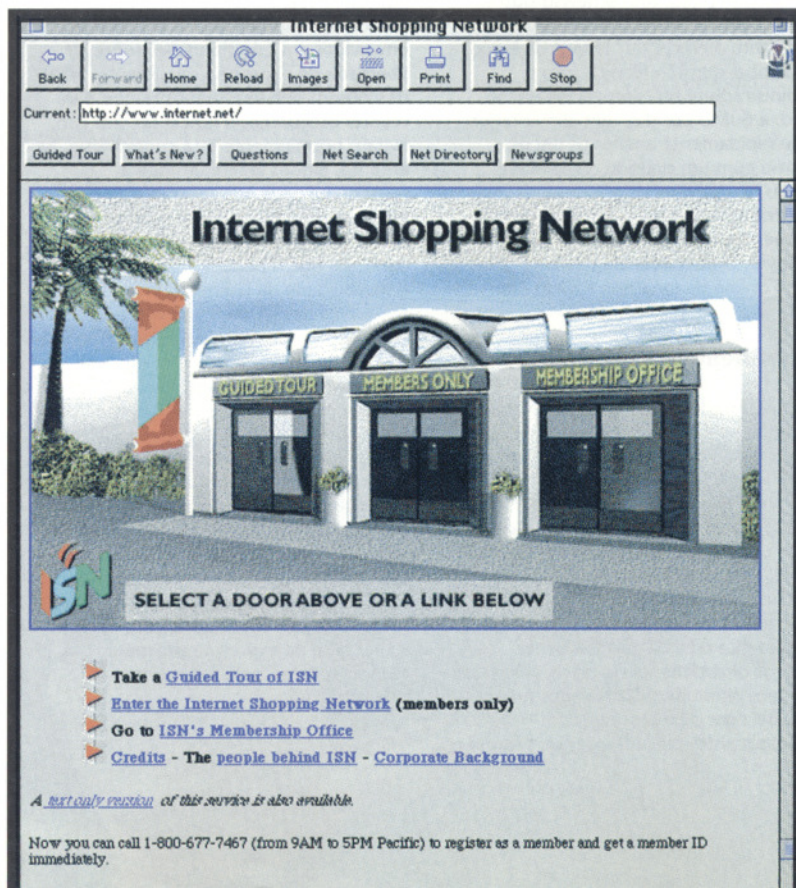 Internet Shopping Network
Back Forward Home Reload Images Open Print Find Stop
M
Current: http://www.internet.net/
Guided Tour What's New? Questions Net Search Net Directory Newsgroups
Internet Shopping Network
GUIDED TOUR MEMBERS ONLY MEMBERSHIP OFFICE
ISN
SELECT A DOOR ABOVE OR A LINK BELOW
Take a Guided Tour of ISN
Enter the Internet Shopping Network (members only)
Go to ISN's Membership Office
Credits - The people behind ISN - Corporate Background
A text only version of this service is also available.
Now you can call 1-800-677-7467 (from 9AM to 5PM Pacific) to register as a member and get a member ID
immediately.